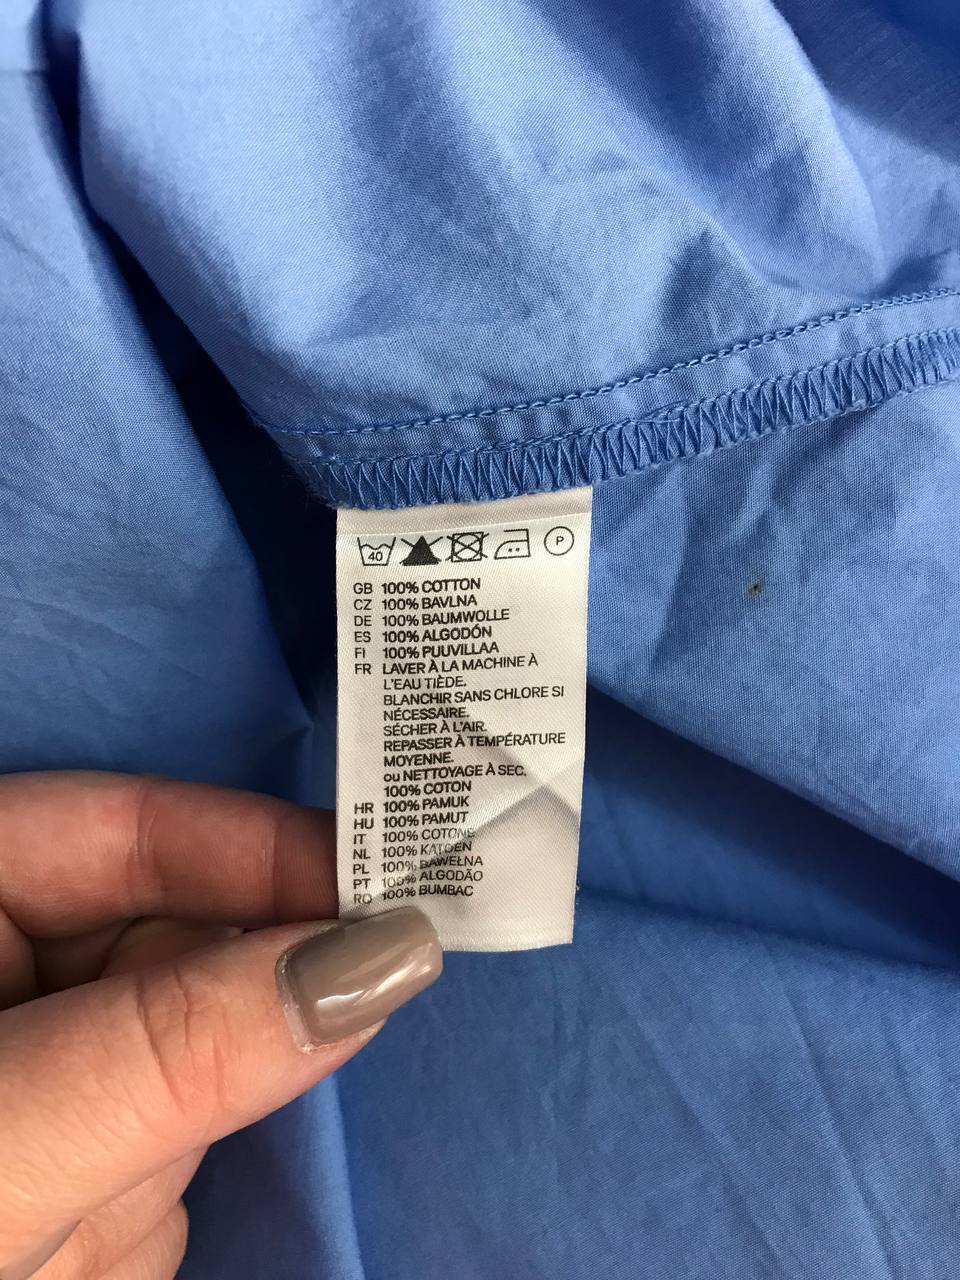 40 P
GB 100% COTTON
CZ 100% BAVLNA
DE 100% BAUMWOLLE
ES 100% ALGODÓN
FI 100% PUUVILLAA
FR LAVER À LA MACHINE À
L'EAU TIÈDE.
BLANCHIR SANS CHLORE SI
NÉCESSAIRE.
SÉCHER À L'AIR.
REPASSER À TEMPÉRATURE
MOYENNE.
ou NETTOYAGE À SEC.
100% COTON
HR 100% PAMUK
HU 100% PAMUT
IT 100% COTONE
NL 100% KATOEN
PL 100% BAWEŁNA
PT 100% ALGODÃO
RO 100% BUMBAC